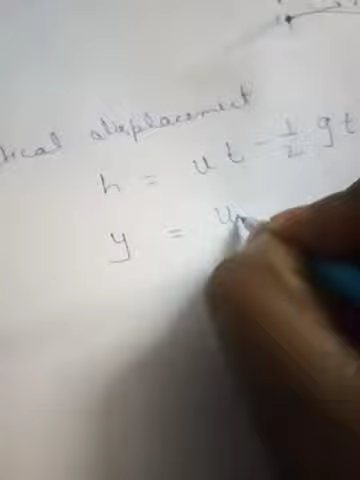 tical displacement
h = ut - 1/2 gt
y = u